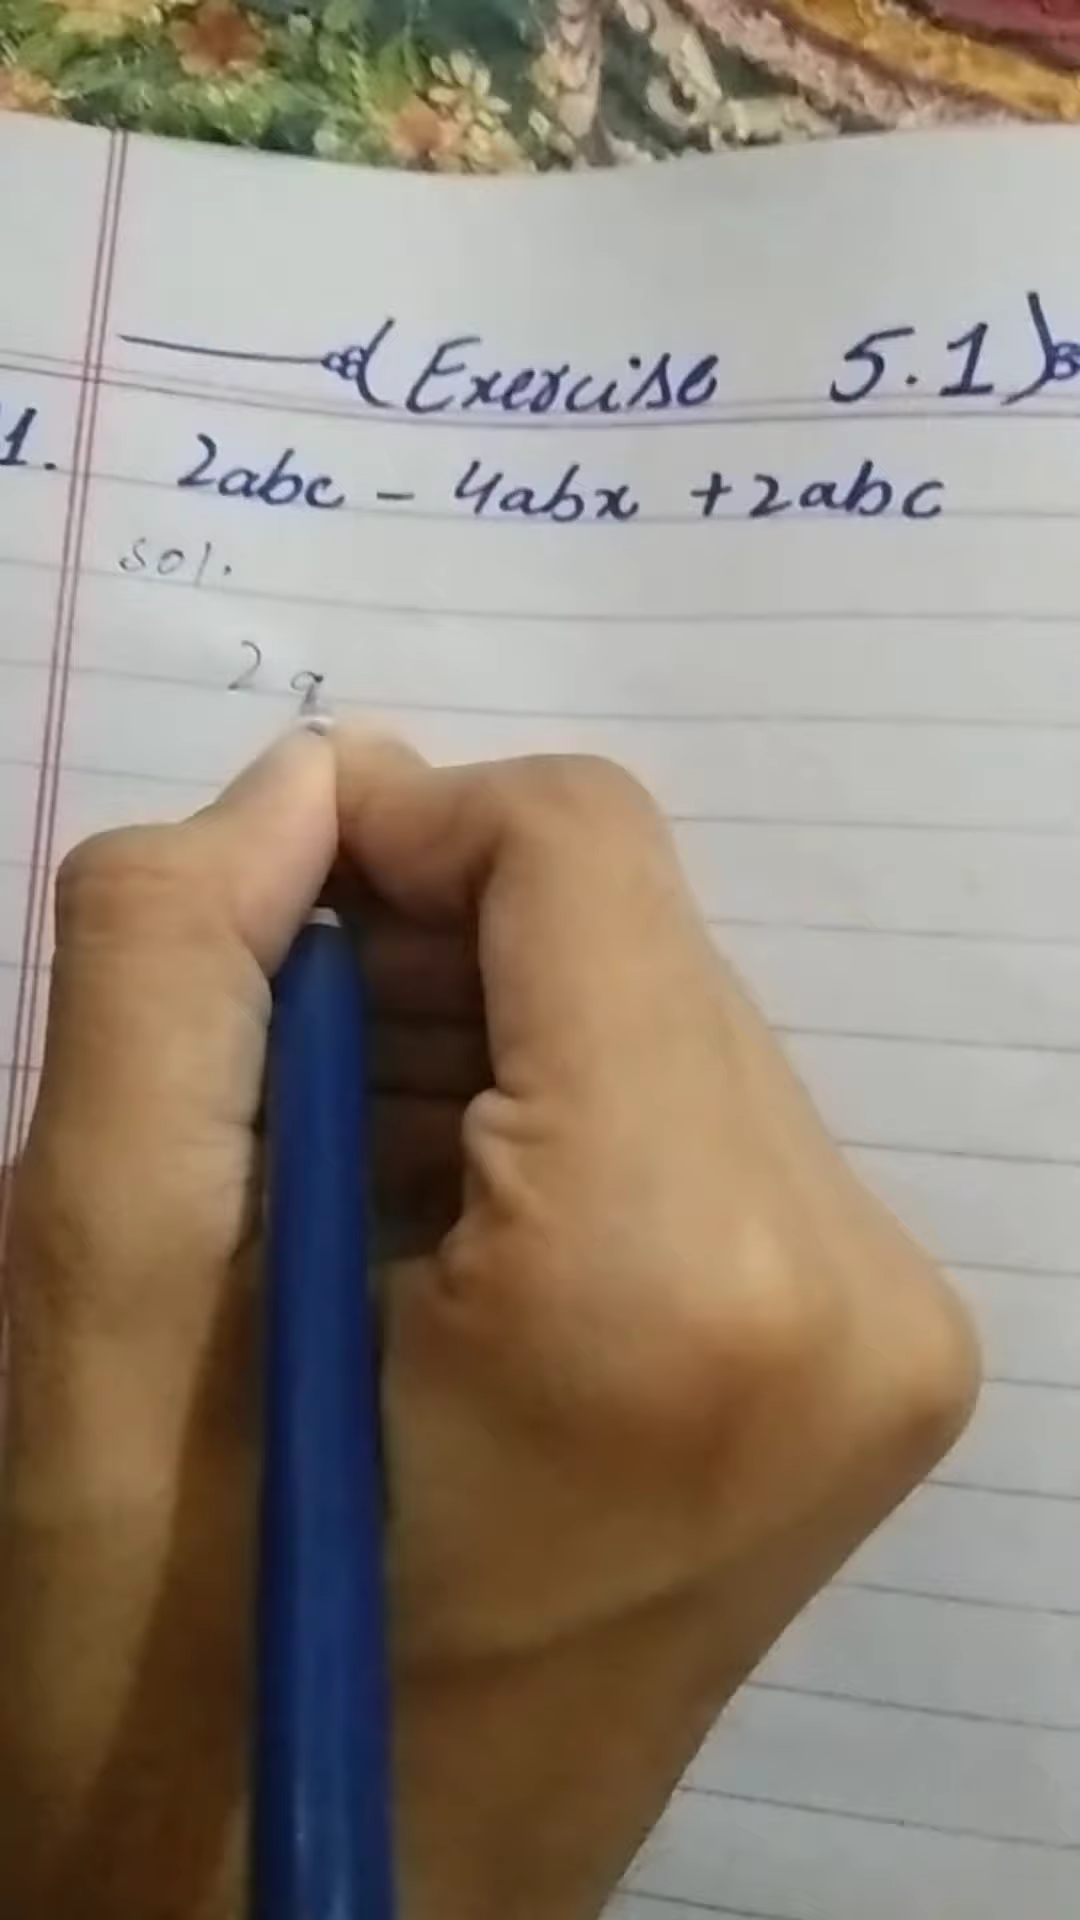 (Exercise 5.1)
1. 2abc - 4abx + 2abc
sol.
2a